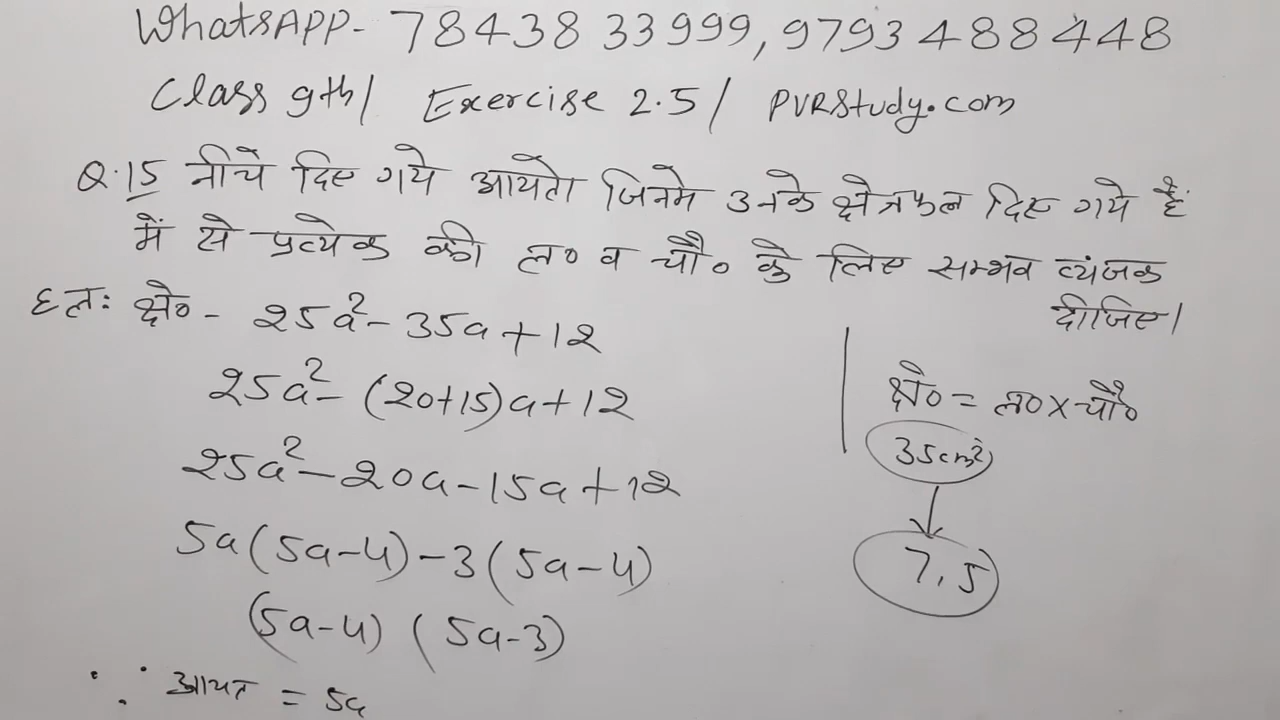 WhatsAPP- 78438 33999, 9793 488448
Class 9th/ Exercise 2.5/ PVRStudy.com
Q.15 नीचे दिए गये आयतो जिनमे उनके क्षेत्रफल दिए गये हैं
में से प्रत्येक की ल० व चौ० के लिए सम्भव व्यंजक
दीजिए।
हल: क्षे० - 25a² - 35a + 12
25a² - (20+15)a + 12
25a² - 20a - 15a + 12
5a(5a-4) - 3(5a-4)
(5a-4) (5a-3)
∴ आयत = 5a
क्षे० = ल० × चौ०
35cm²
7,5